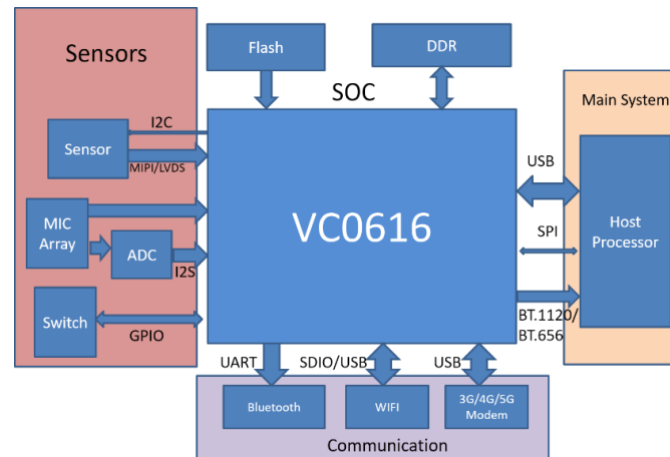 Sensors
Flash
DDR
SOC
Main System
I2C
Sensor
MIPI/LVDS
USB
MIC
Array
ADC
I2S
VC0616
SPI
Host
Processor
Switch
GPIO
BT.1120/
BT.656
UART
SDIO/USB
USB
Bluetooth
WIFI
3G/4G/5G
Modem
Communication